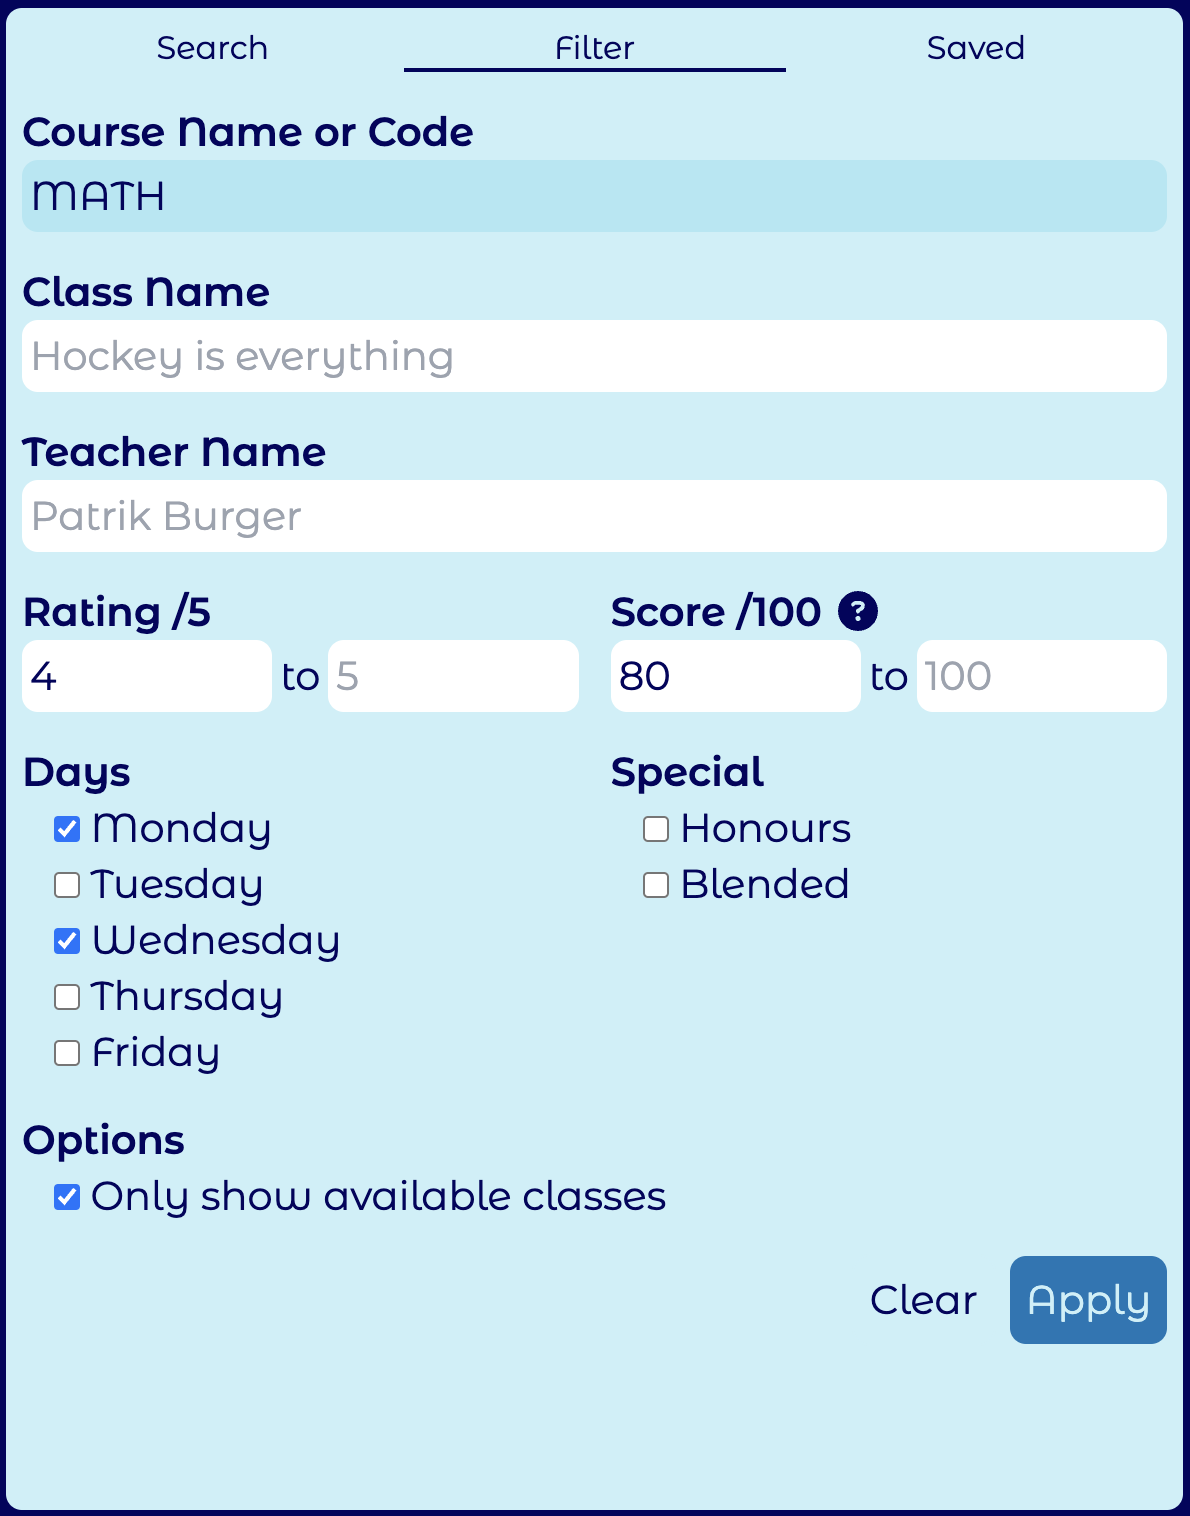 Search Filter Saved
Course Name or Code
MATH
Class Name
Hockey is everything
Teacher Name
Patrik Burger
Rating /5 Score /100 ?
4 to 5 80 to 100
Days Special
Monday Honours
Tuesday Blended
Wednesday
Thursday
Friday
Options
Only show available classes
Clear Apply